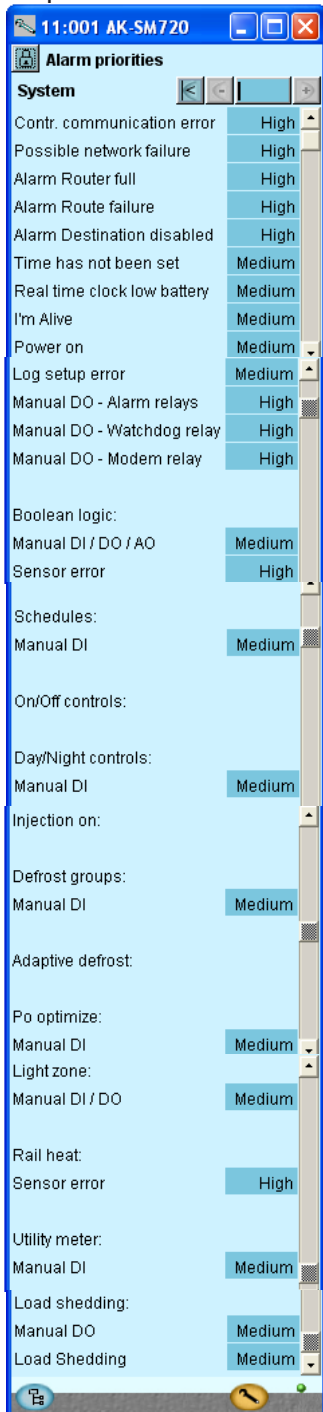 11:001 AK-SM720
Alarm priorities
System
Contr. communication error High
Possible network failure High
Alarm Router full High
Alarm Route failure High
Alarm Destination disabled High
Time has not been set Medium
Real time clock low battery Medium
I'm Alive Medium
Power on Medium
Log setup error Medium
Manual DO - Alarm relays High
Manual DO - Watchdog relay High
Manual DO - Modem relay High
Boolean logic:
Manual DI / DO / AO Medium
Sensor error High
Schedules:
Manual DI Medium
On/Off controls:
Day/Night controls:
Manual DI Medium
Injection on:
Defrost groups:
Manual DI Medium
Adaptive defrost:
Po optimize:
Manual DI Medium
Light zone:
Manual DI / DO Medium
Rail heat:
Sensor error High
Utility meter:
Manual DI Medium
Load shedding:
Manual DO Medium
Load Shedding Medium